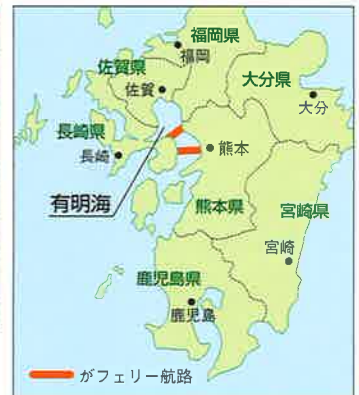 福岡県
福岡
佐賀県
佐賀
大分県
大分
長崎県
長崎
熊本
有明海
熊本県
宮崎県
宮崎
鹿児島県
鹿児島
がフェリー航路